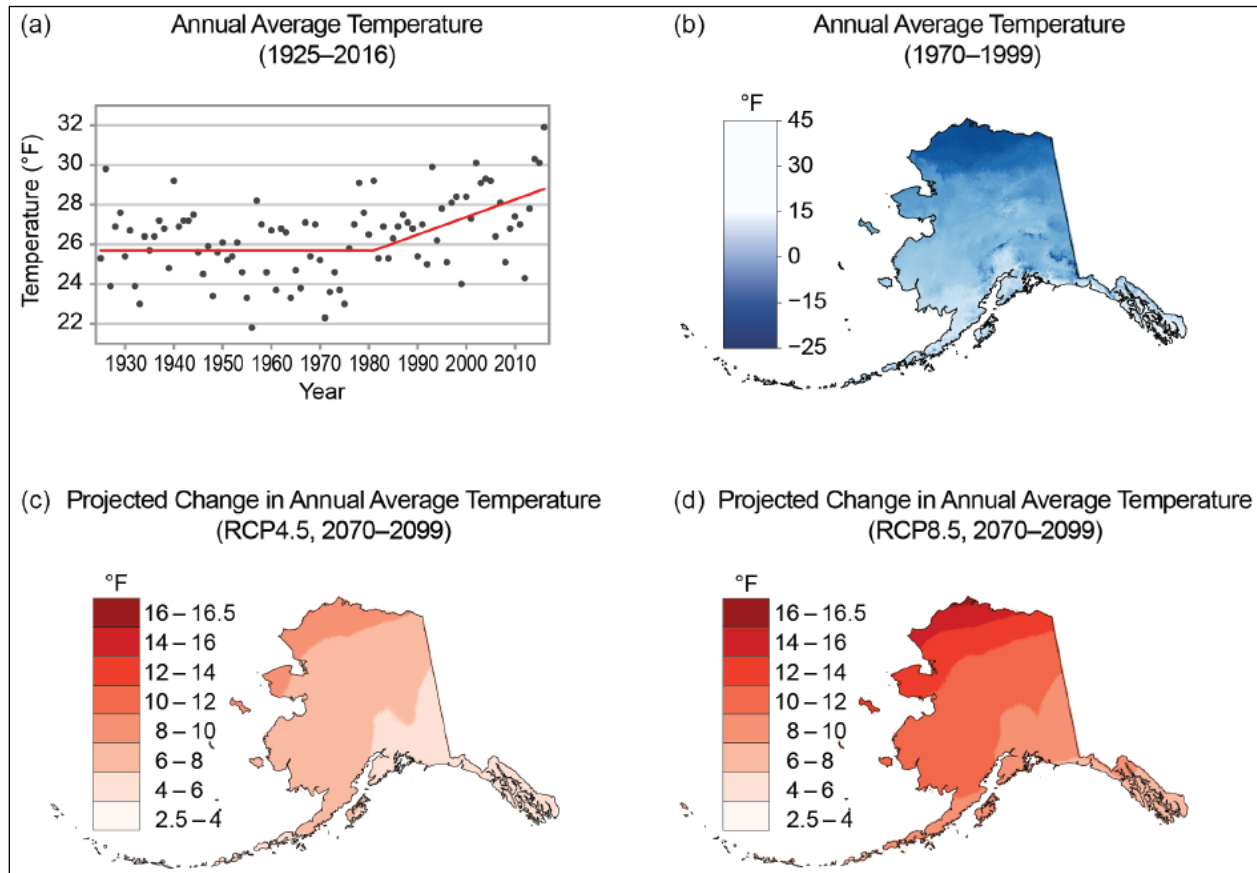 (a) Annual Average Temperature
(1925–2016)
Temperature (°F)
32
30
28
26
24
22
1930 1940 1950 1960 1970 1980 1990 2000 2010
Year
(b) Annual Average Temperature
(1970–1999)
°F
45
30
15
0
−15
−25
(c) Projected Change in Annual Average Temperature
(RCP4.5, 2070–2099)
°F
16 – 16.5
14 – 16
12 – 14
10 – 12
8 – 10
6 – 8
4 – 6
2.5 – 4
(d) Projected Change in Annual Average Temperature
(RCP8.5, 2070–2099)
°F
16 – 16.5
14 – 16
12 – 14
10 – 12
8 – 10
6 – 8
4 – 6
2.5 – 4